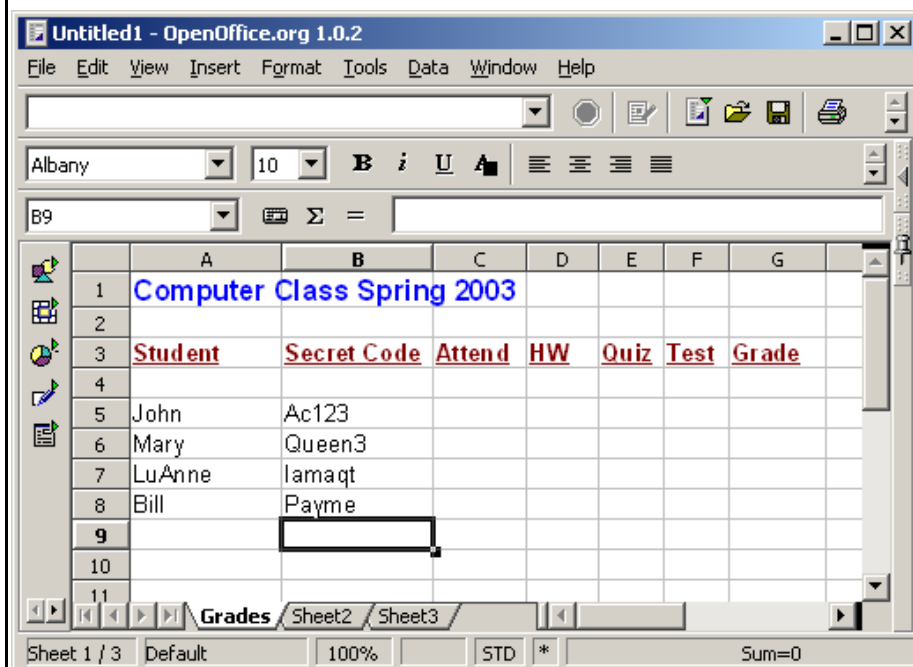 Untitled1 - OpenOffice.org 1.0.2
File Edit View Insert Format Tools Data Window Help
Albany 10 B i U A
B9 Σ =
A B C D E F G
1 Computer Class Spring 2003
2
3 Student Secret Code Attend HW Quiz Test Grade
4
5 John Ac123
6 Mary Queen3
7 LuAnne Iamaqt
8 Bill Payme
9
10
11
Grades Sheet2 Sheet3
Sheet 1 / 3 Default 100% STD * Sum=0